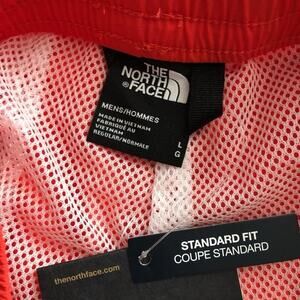 THE
NORTH
FACE
MENS/HOMMES
MADE IN VIETNAM
FABRIQUÉ AU
VIETNAM
REGULAR/NORMALE
L
G
STANDARD FIT
COUPE STANDARD
thenorthface.com